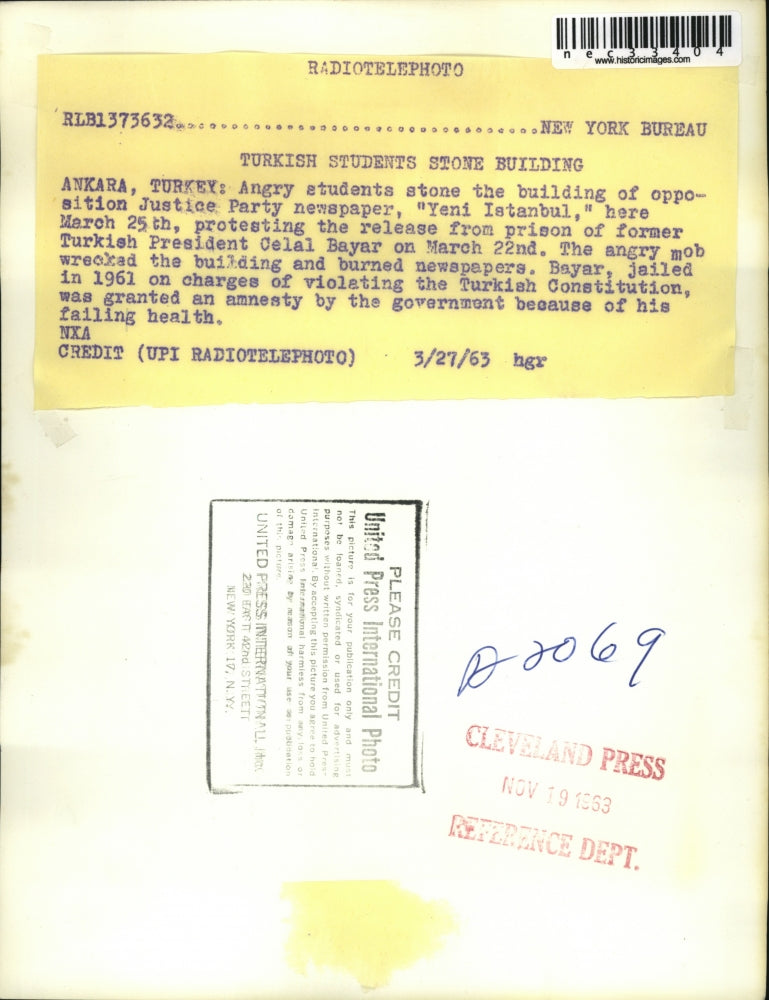 nec33404
www.historicimages.com
RADIOTELEPHOTO
RLB1373632..........................................NEW YORK BUREAU
TURKISH STUDENTS STONE BUILDING
ANKARA, TURKEY: Angry students stone the building of oppo-
sition Justice Party newspaper, "Yeni Istanbul," here
March 25th, protesting the release from prison of former
Turkish President Celal Bayar on March 22nd. The angry mob
wrecked the building and burned newspapers. Bayar, jailed
in 1961 on charges of violating the Turkish Constitution,
was granted an amnesty by the government because of his
failing health.
NXA
CREDIT (UPI RADIOTELEPHOTO) 3/27/63 hgr
PLEASE CREDIT
United Press International Photo
This picture is for your publication only and must
not be loaned, syndicated or used for advertising
purposes without written permission from United Press
International. By accepting this picture you agree to hold
United Press International harmless from any loss or
damage arising by reason of your use or publication
of this picture.
UNITED PRESS INTERNATIONAL
220 EAST 42nd STREET
NEW YORK 17, N.Y.
2069
CLEVELAND PRESS
NOV 19 1963
REFERENCE DEPT.